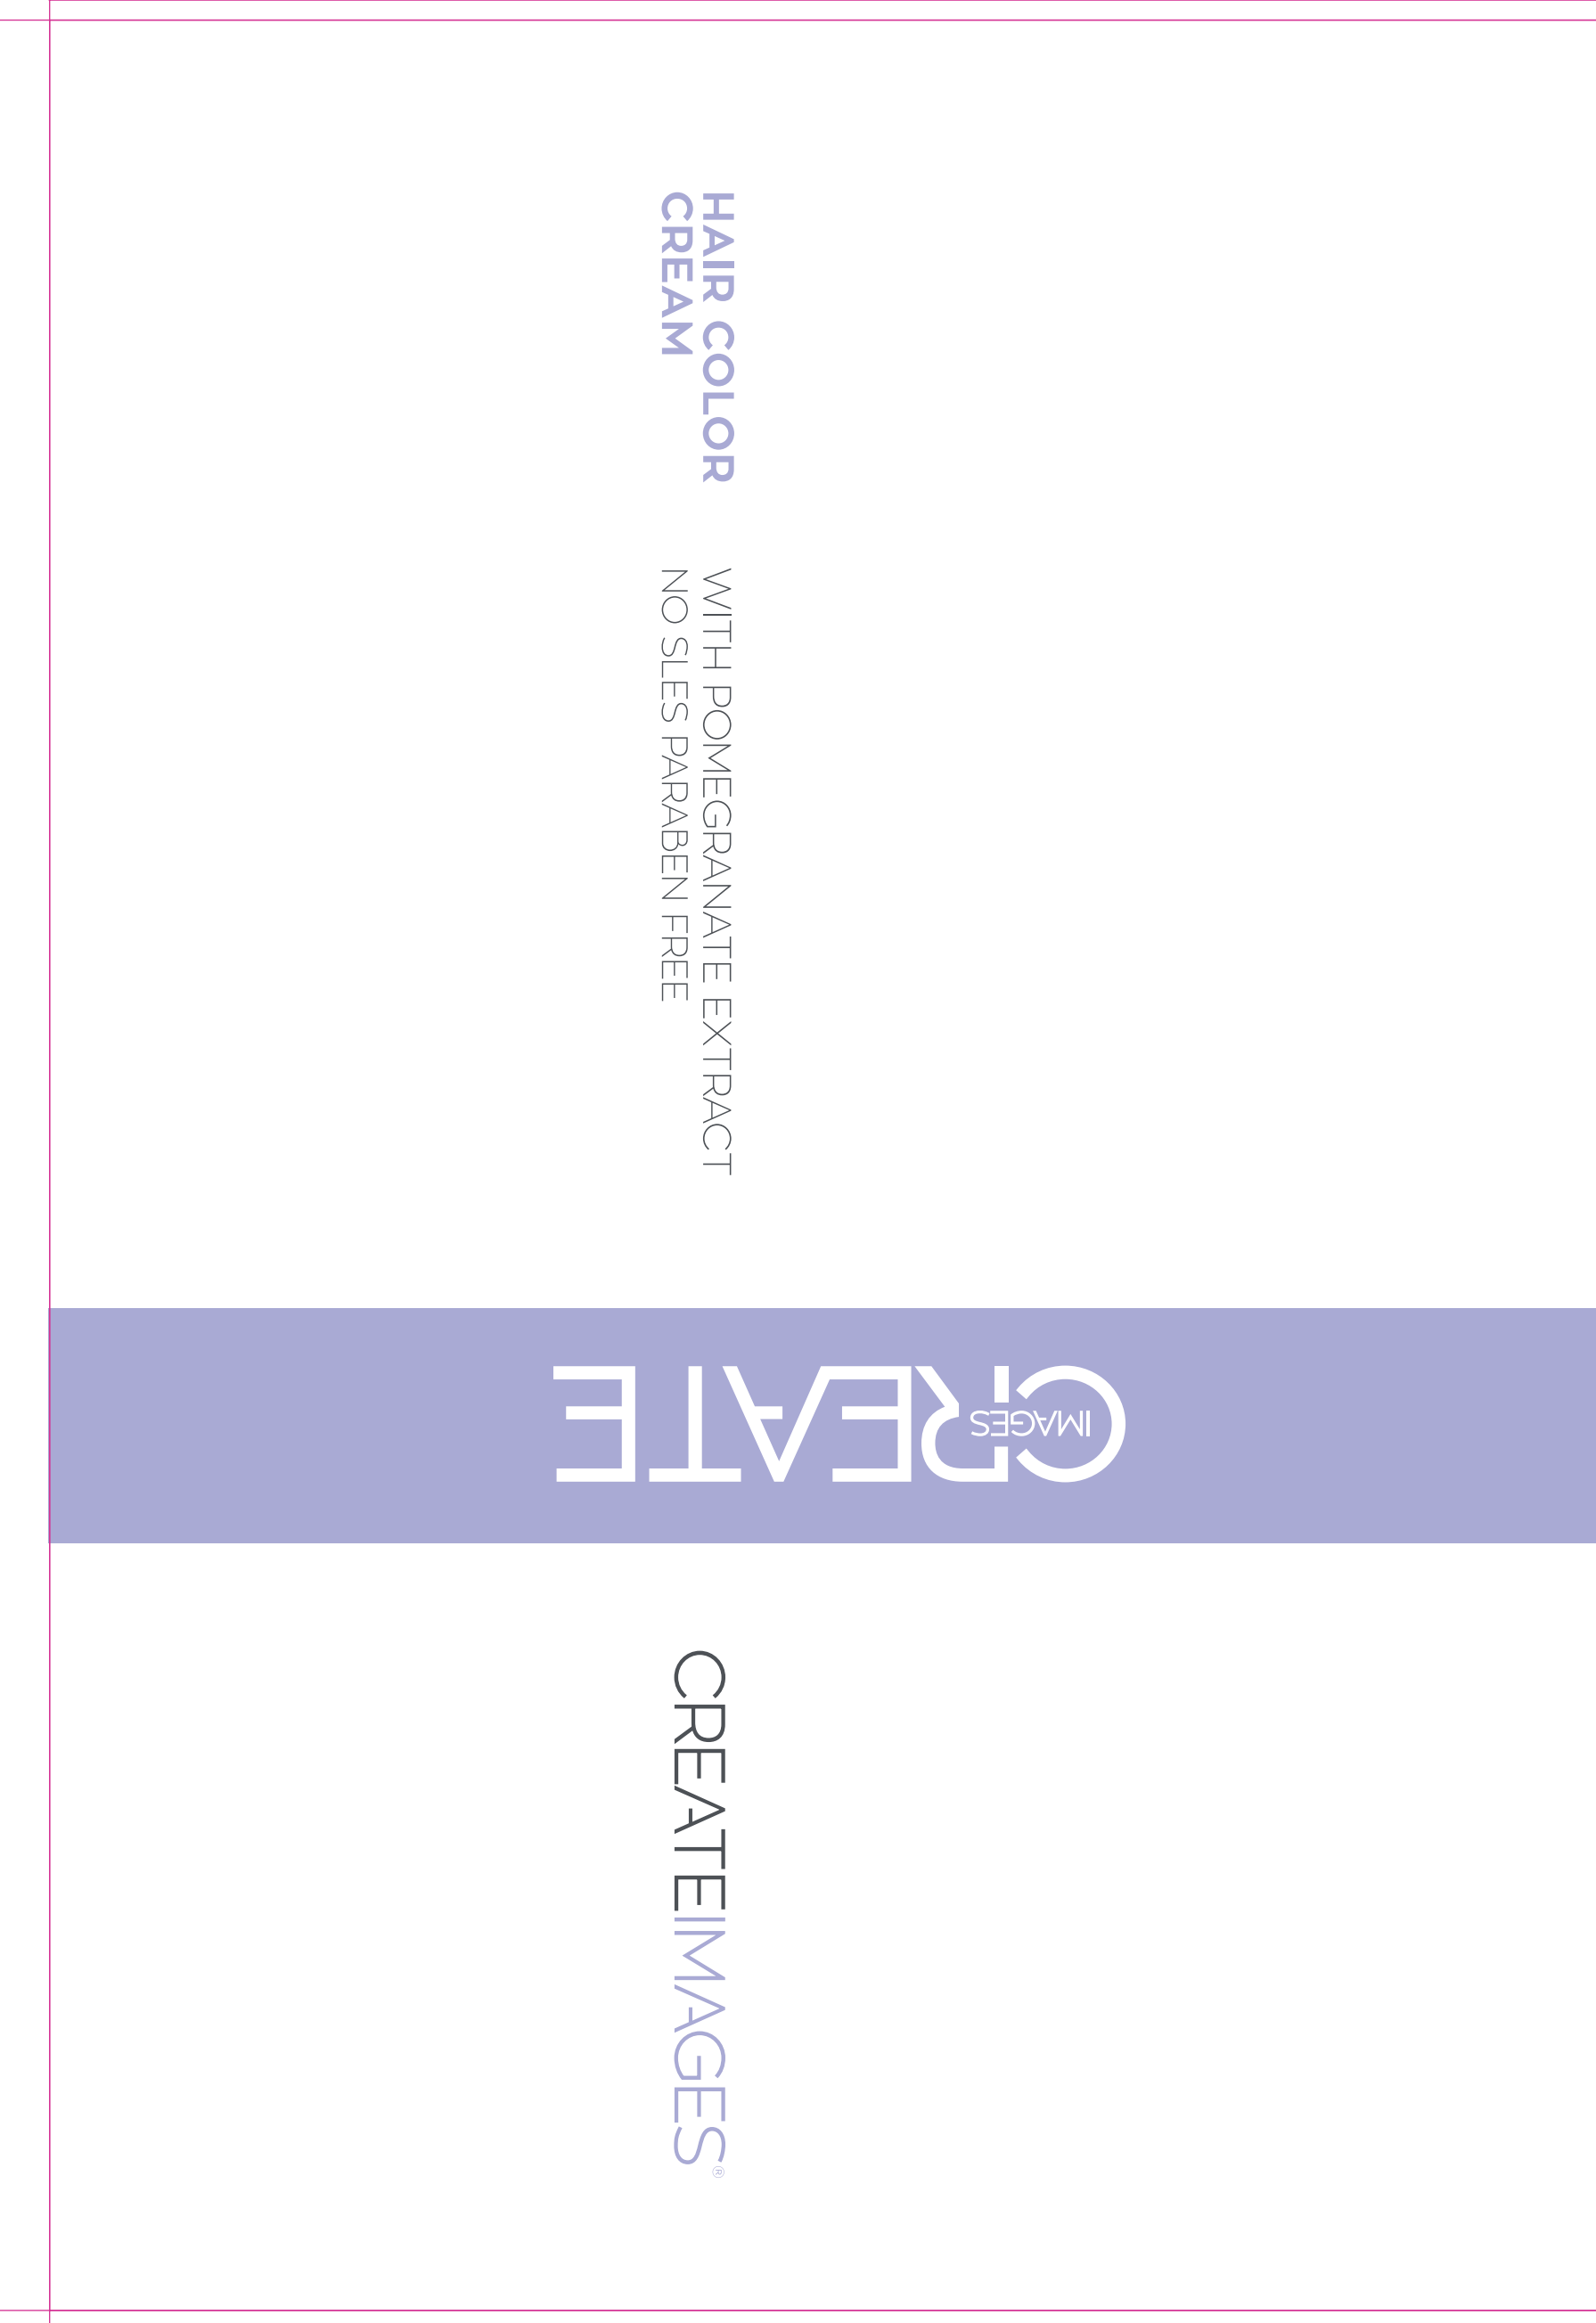 HAIR COLOR
CREAM
WITH POMEGRANATE EXTRACT
NO SLES PARABEN FREE
CREATE
IMAGES
CREATEIMAGES®